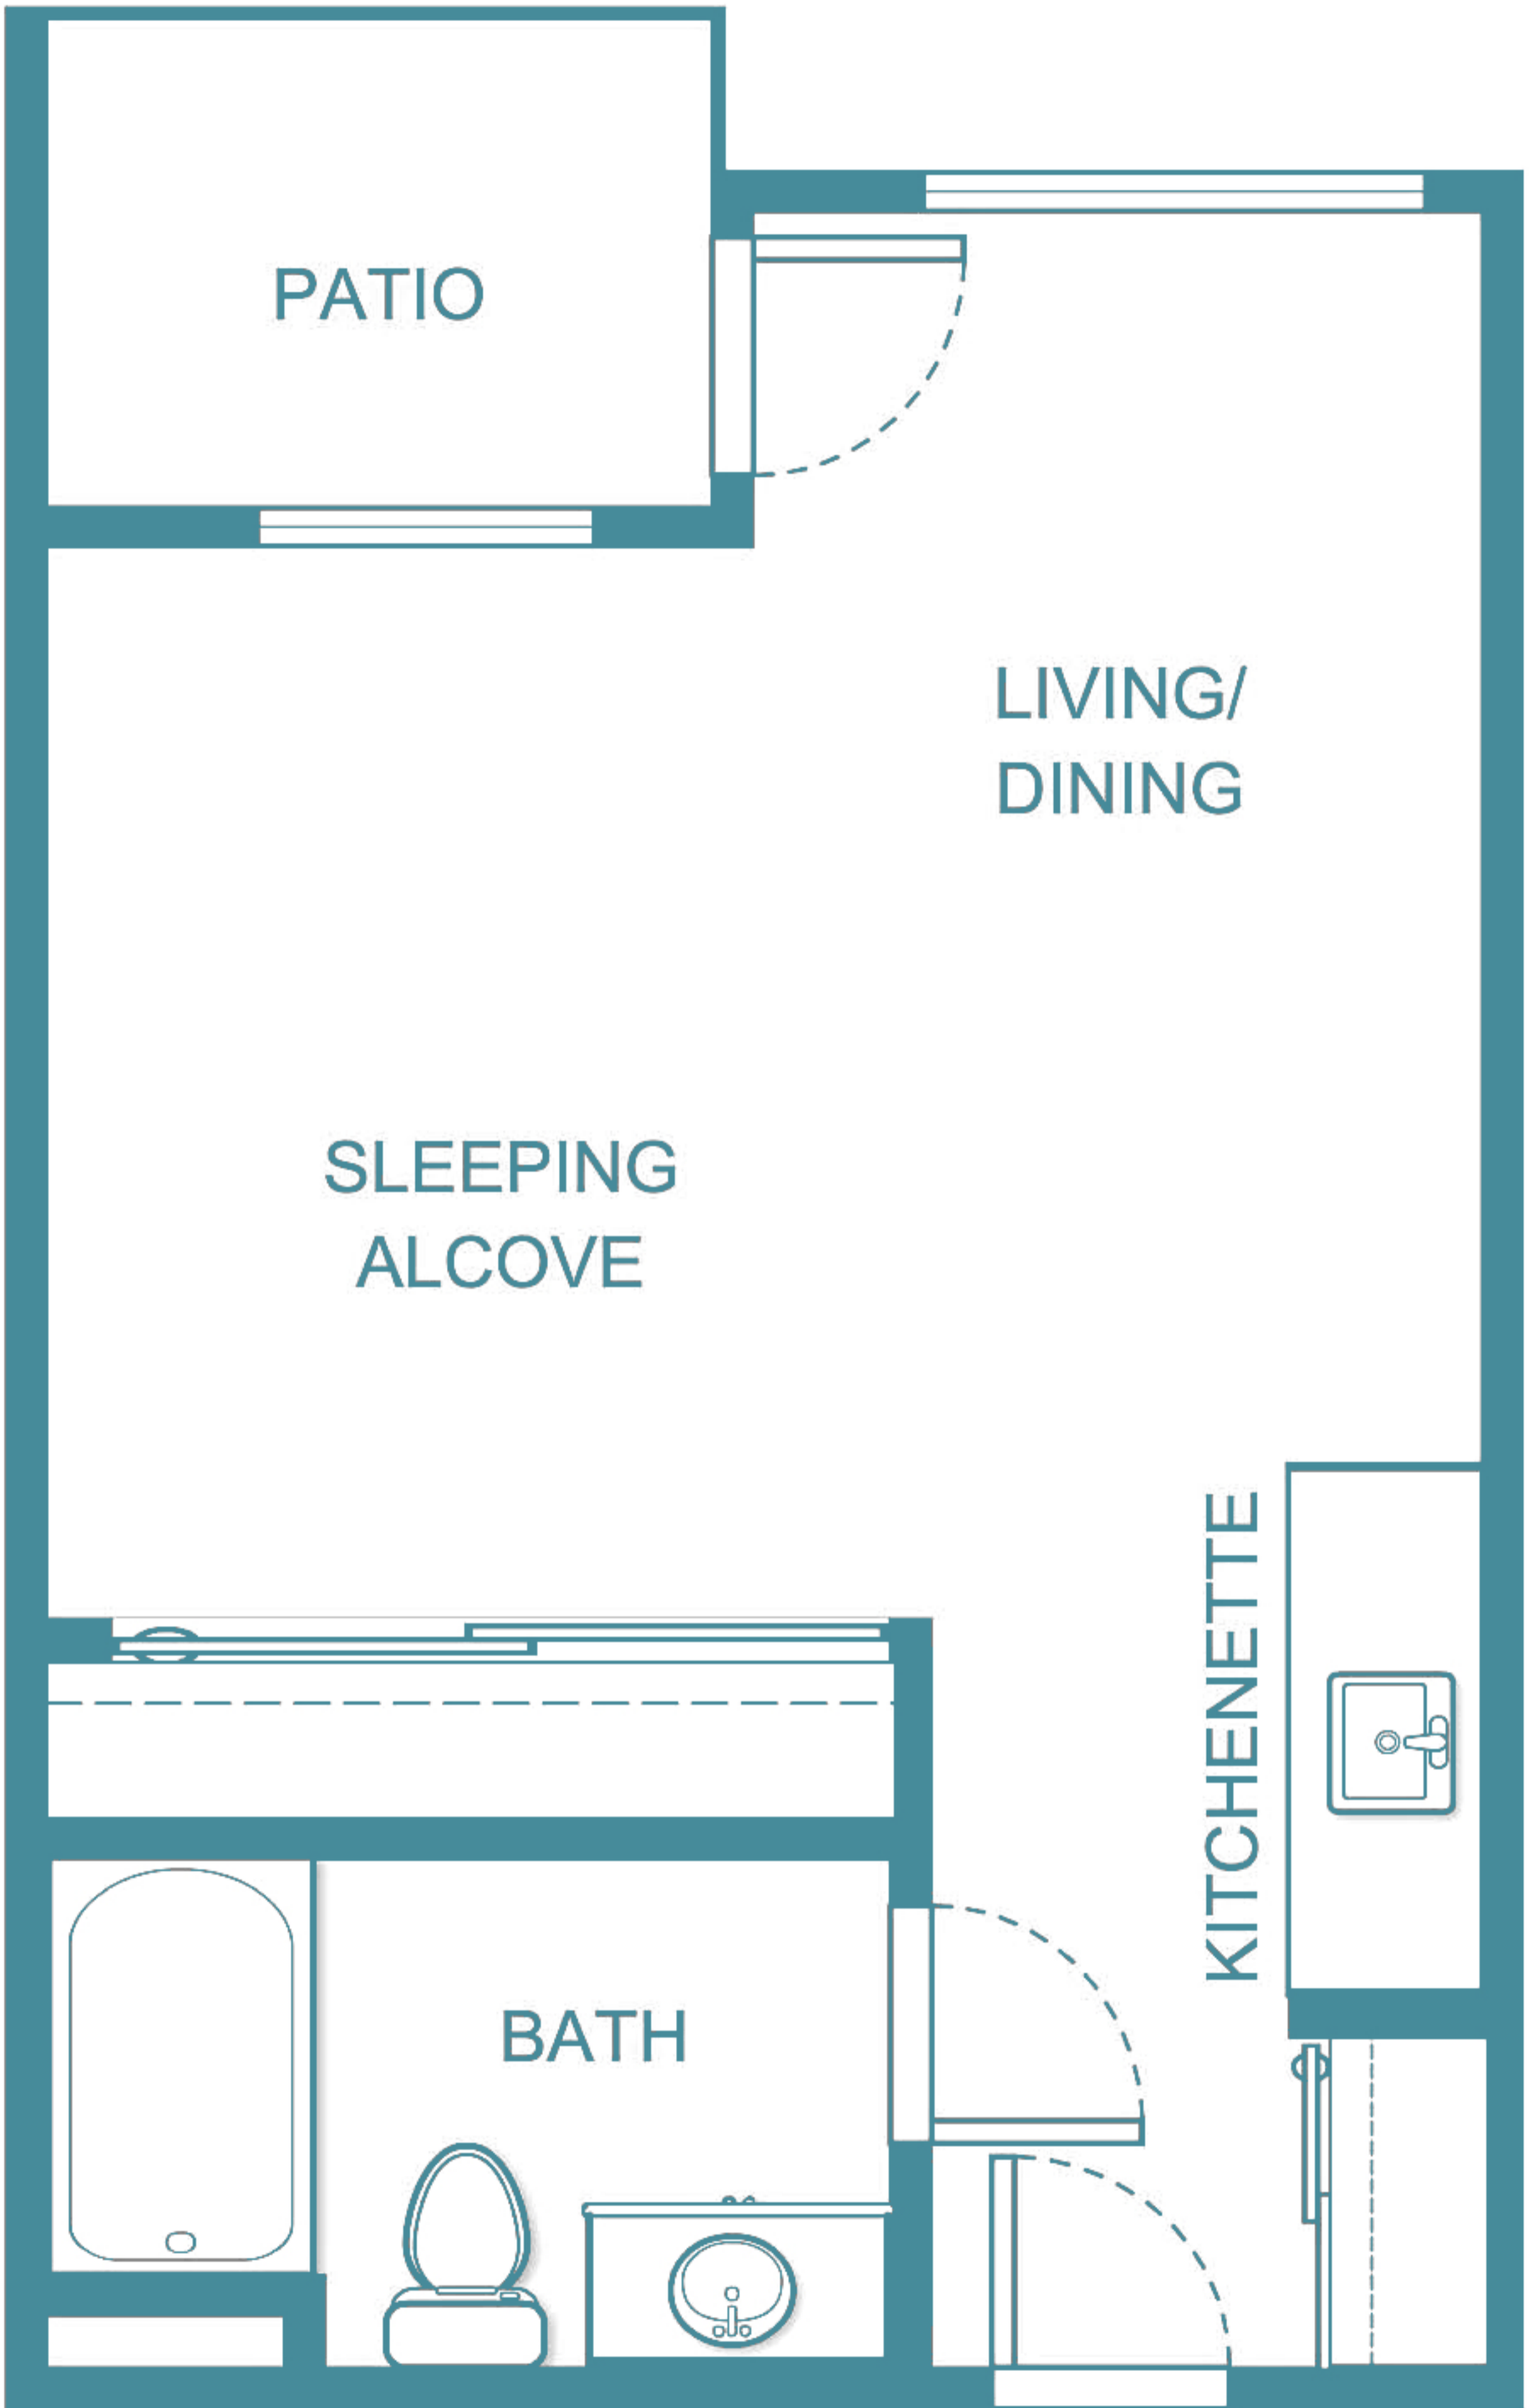 PATIO
LIVING/
DINING
SLEEPING
ALCOVE
KITCHENETTE
BATH